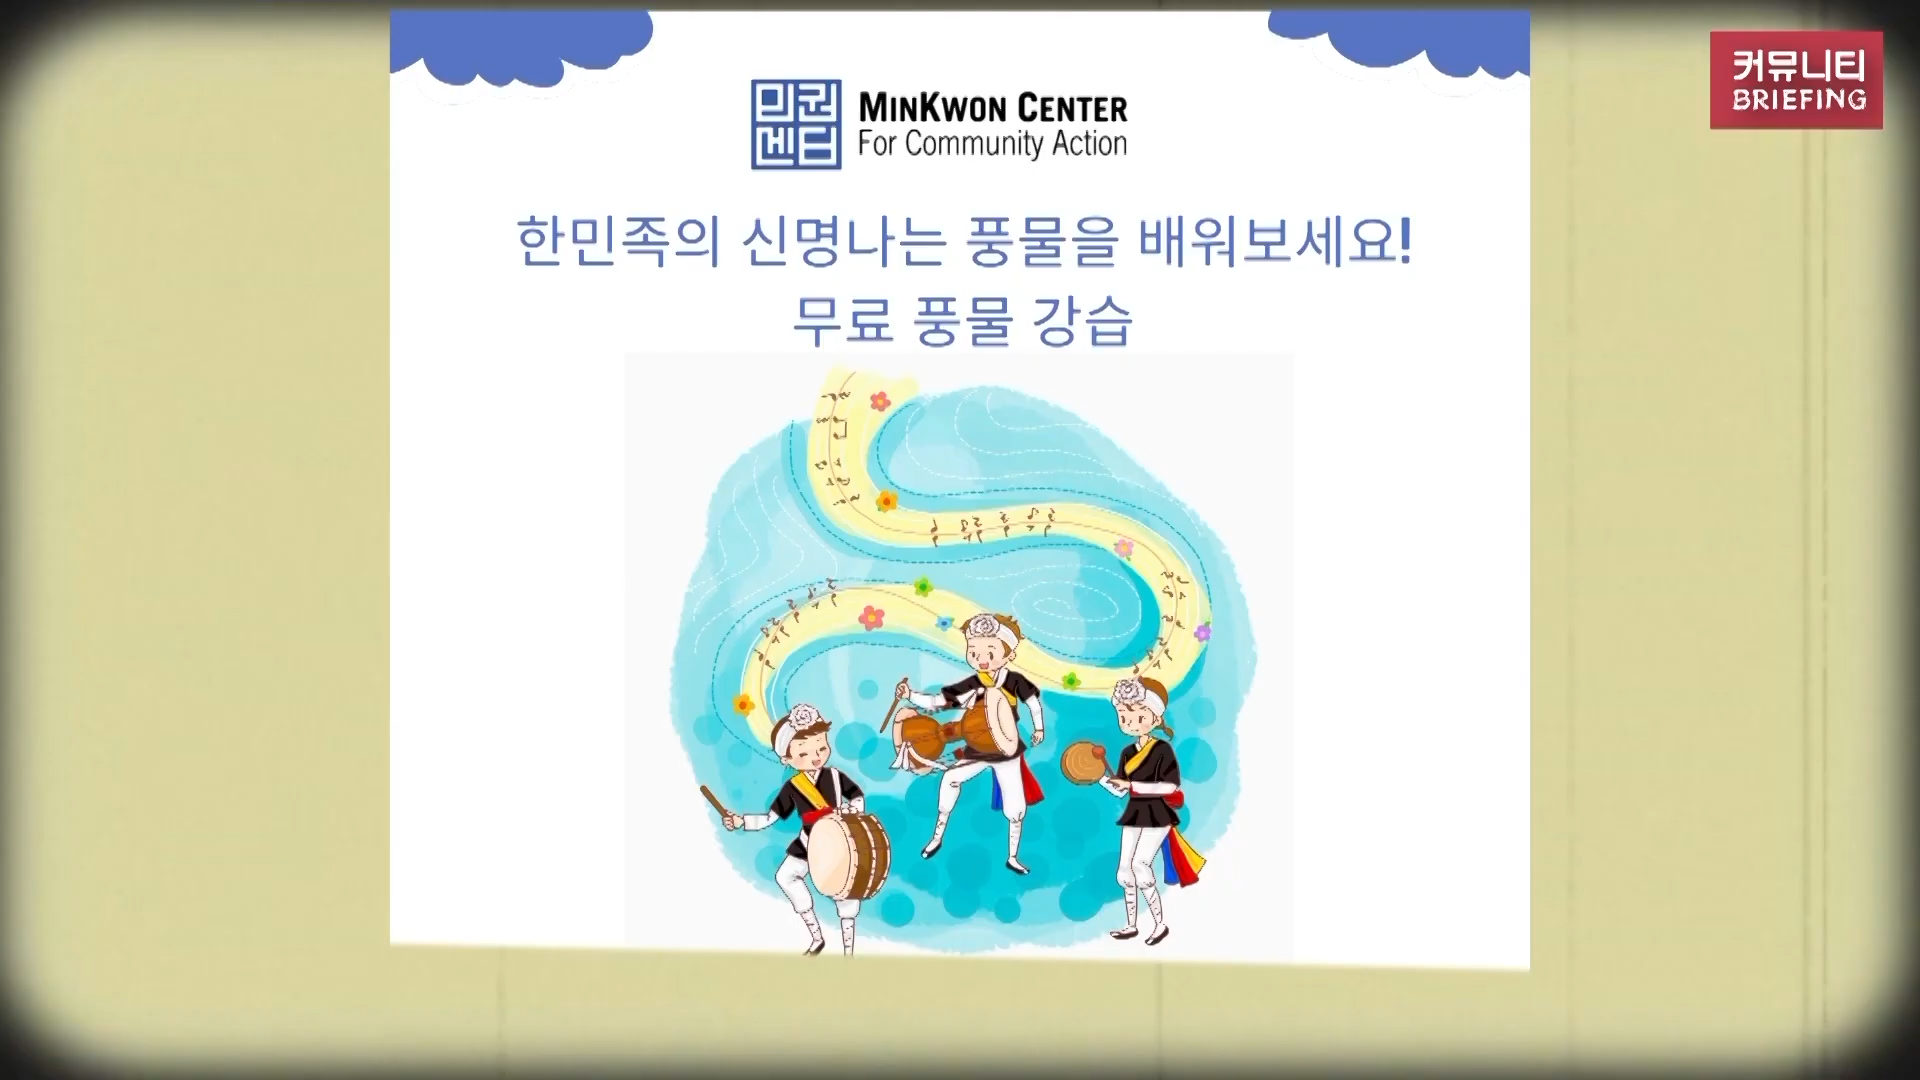 커뮤니티
BRIEFING
민권
센터
MINKWON CENTER
For Community Action
한민족의 신명나는 풍물을 배워보세요!
무료 풍물 강습